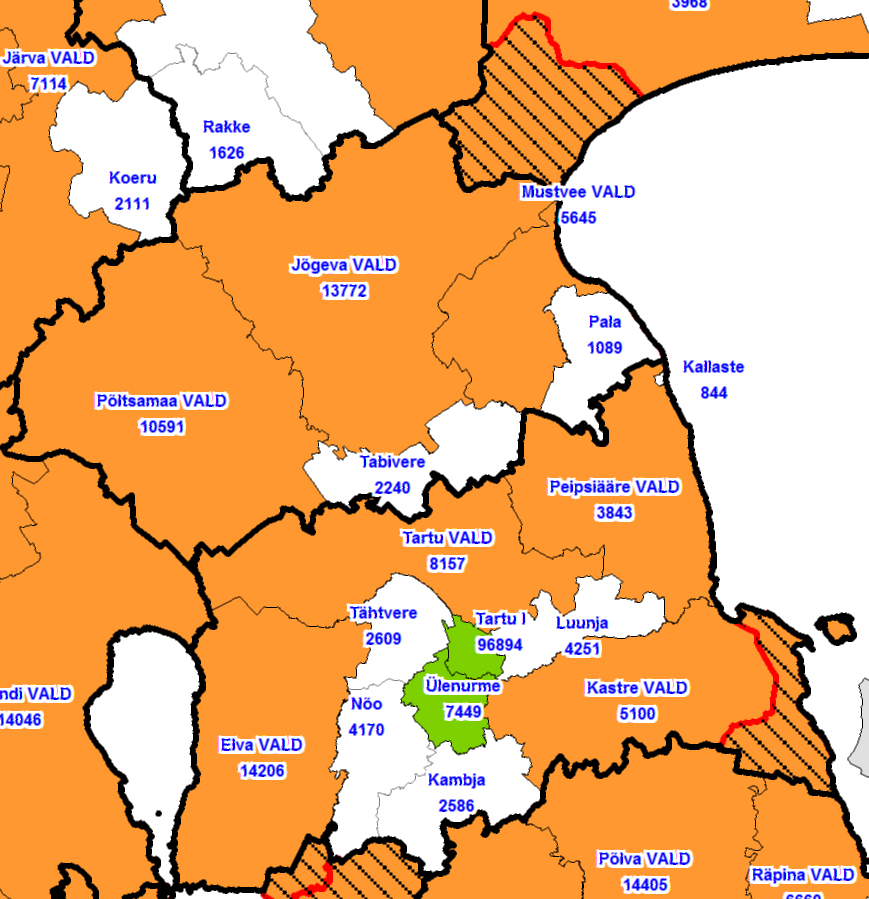 3968
Järva VALD
7114
Rakke
1626
Koeru
2111
Mustvee VALD
5645
Jõgeva VALD
13772
Pala
1089
Kallaste
844
Põltsamaa VALD
10591
Tabivere
2240
Peipsiääre VALD
3843
Tartu VALD
8157
Tähtvere
2609
Tartu l
96894
Luunja
4251
Ülenurme
7449
Kastre VALD
5100
ndi VALD
14046
Nõo
4170
Elva VALD
14206
Kambja
2586
Põlva VALD
14405
Räpina VALD
6660